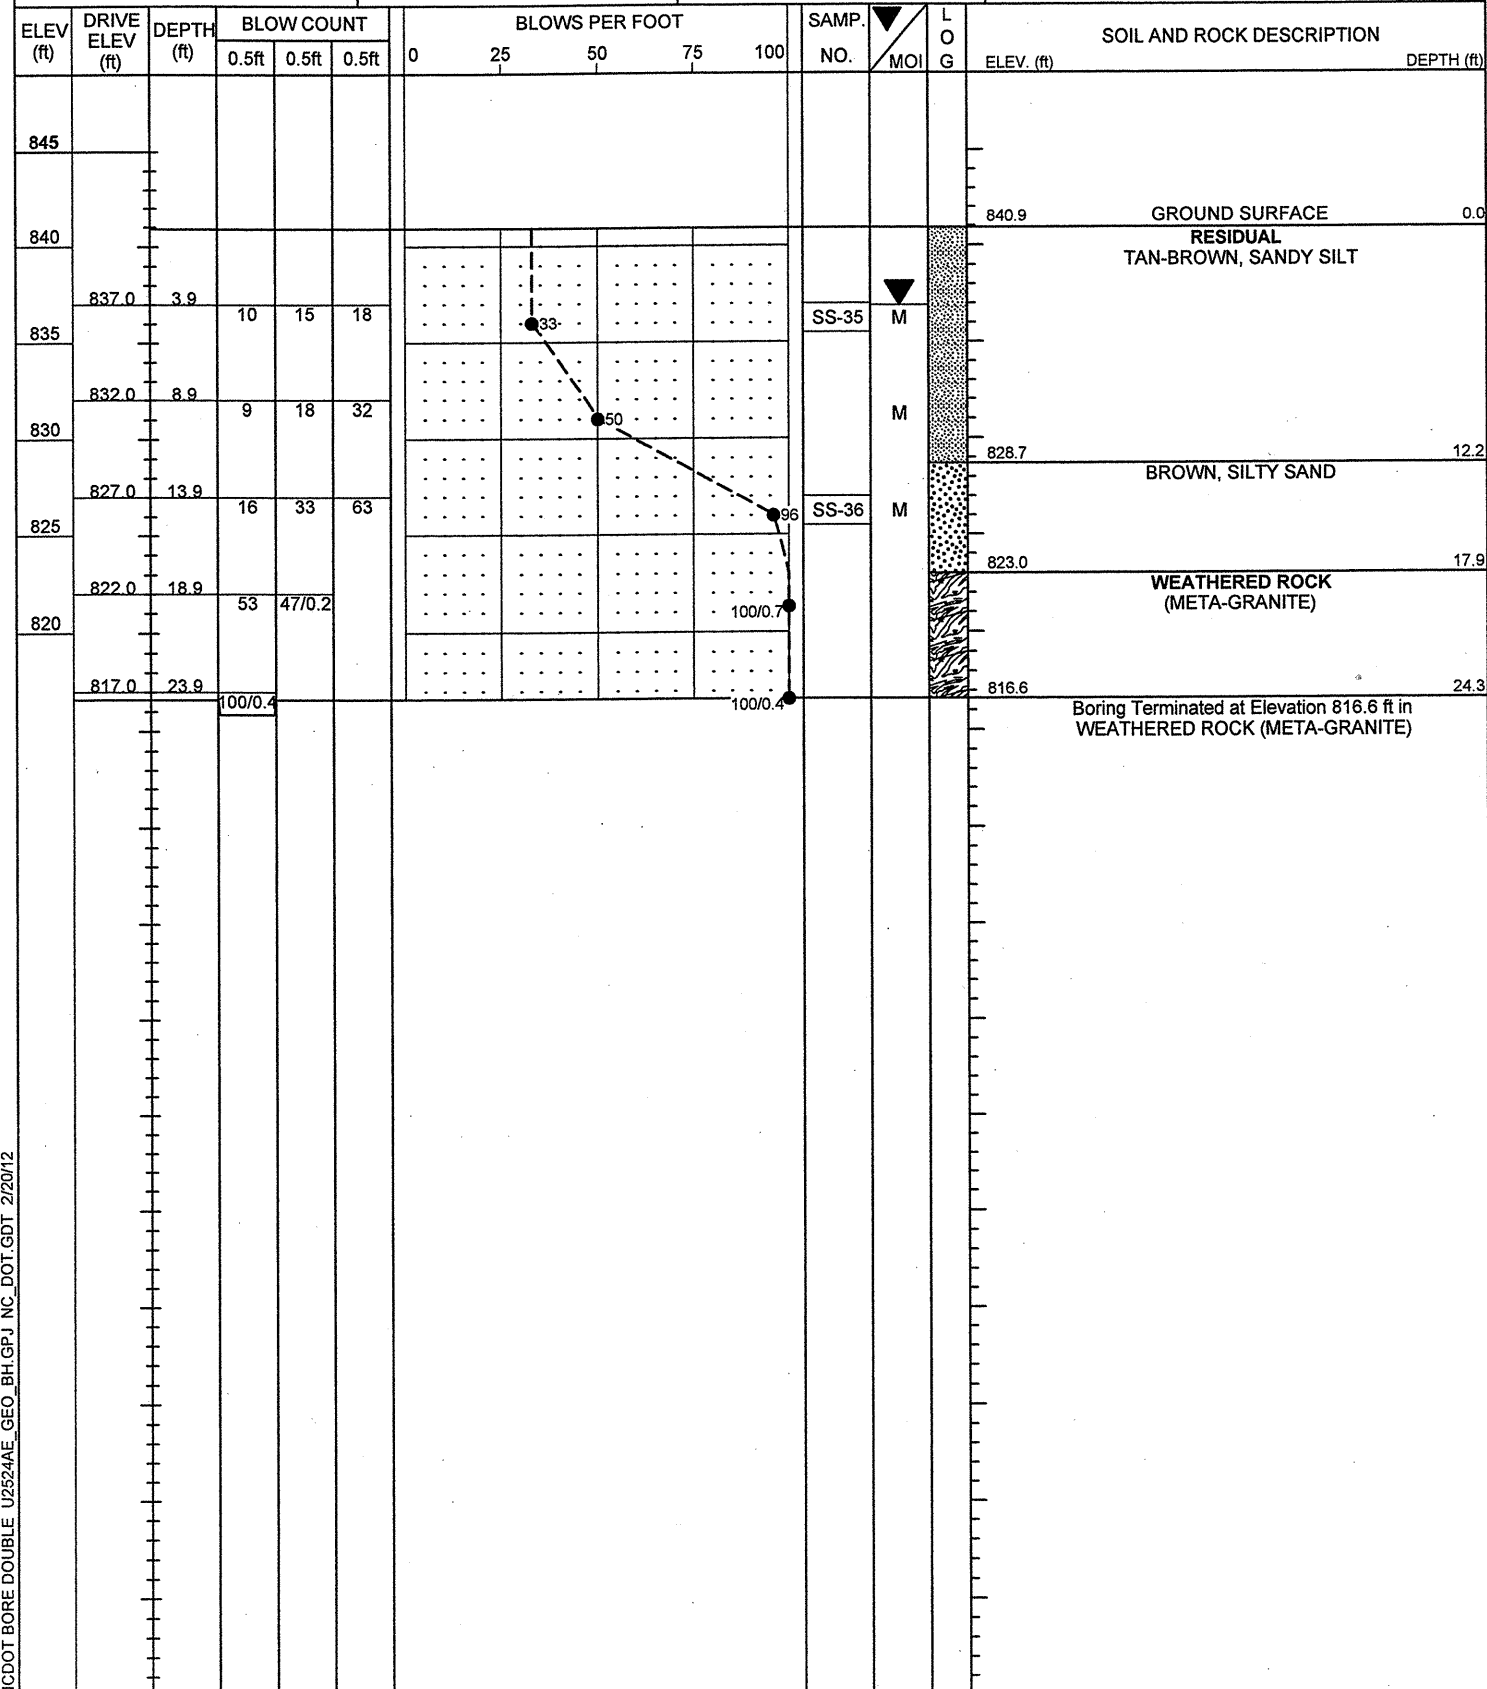 ELEV (ft) DRIVE ELEV (ft) DEPTH (ft) BLOW COUNT 0.5ft 0.5ft 0.5ft BLOWS PER FOOT 0 25 50 75 100 SAMP. NO. MOI LOG SOIL AND ROCK DESCRIPTION ELEV. (ft) DEPTH (ft)
845
840.9 GROUND SURFACE 0.0
840 RESIDUAL
TAN-BROWN, SANDY SILT
837.0 3.9 10 15 18 33 SS-35 M
835
832.0 8.9 9 18 32 50 M
830
828.7 12.2
BROWN, SILTY SAND
827.0 13.9 16 33 63 96 SS-36 M
825
823.0 17.9
WEATHERED ROCK
(META-GRANITE)
822.0 18.9 53 47/0.2 100/0.7
820
817.0 23.9 100/0.4 100/0.4
816.6 24.3
Boring Terminated at Elevation 816.6 ft in
WEATHERED ROCK (META-GRANITE)
CDOT BORE DOUBLE U2524AE_GEO_BH.GPJ NC_DOT.GDT 2/20/12